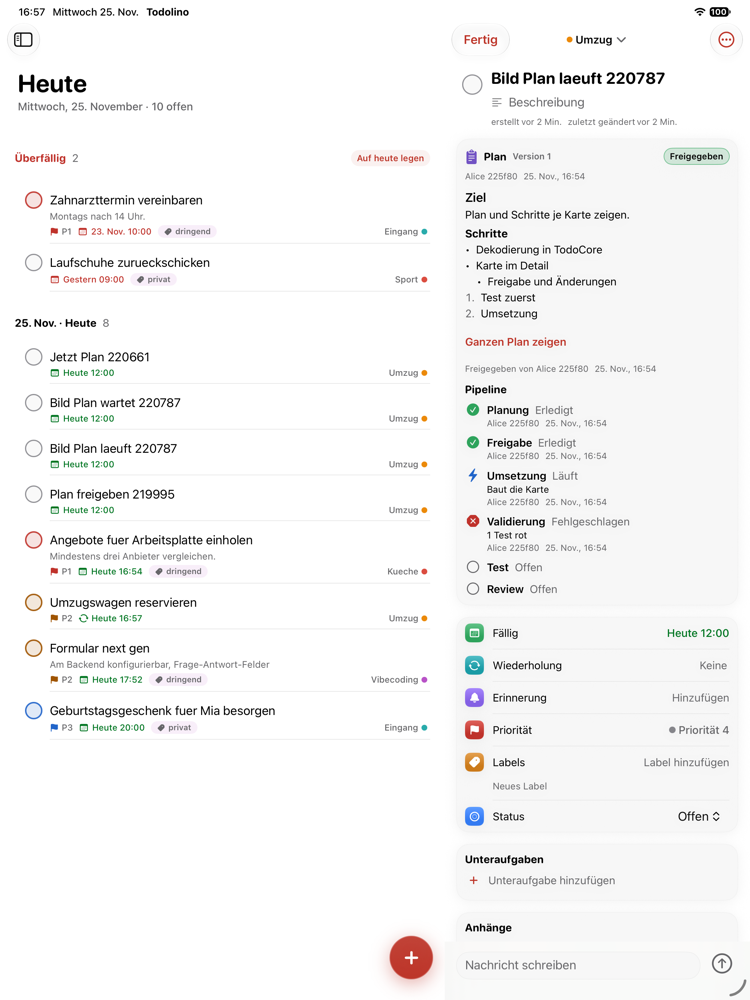 16:57 Mittwoch 25. Nov. Todolino
100
Heute
Mittwoch, 25. November · 10 offen
Überfällig 2
Auf heute legen
Zahnarzttermin vereinbaren
Montags nach 14 Uhr.
P1 23. Nov. 10:00 dringend Eingang
Laufschuhe zurueckschicken
Gestern 09:00 privat Sport
25. Nov. · Heute 8
Jetzt Plan 220661
Heute 12:00 Umzug
Bild Plan wartet 220787
Heute 12:00 Umzug
Bild Plan laeuft 220787
Heute 12:00 Umzug
Plan freigeben 219995
Heute 12:00 Umzug
Angebote fuer Arbeitsplatte einholen
Mindestens drei Anbieter vergleichen.
P1 Heute 16:54 dringend Kueche
Umzugswagen reservieren
P2 Heute 16:57 Umzug
Formular next gen
Am Backend konfigurierbar, Frage-Antwort-Felder
P2 Heute 17:52 dringend Vibecoding
Geburtstagsgeschenk fuer Mia besorgen
P3 Heute 20:00 privat Eingang
Fertig
Umzug
Bild Plan laeuft 220787
Beschreibung
erstellt vor 2 Min. zuletzt geändert vor 2 Min.
Plan Version 1 Freigegeben
Alice 225f80 25. Nov., 16:54
Ziel
Plan und Schritte je Karte zeigen.
Schritte
• Dekodierung in TodoCore
• Karte im Detail
• Freigabe und Änderungen
1. Test zuerst
2. Umsetzung
Ganzen Plan zeigen
Freigegeben von Alice 225f80 25. Nov., 16:54
Pipeline
Planung Erledigt
Alice 225f80 25. Nov., 16:54
Freigabe Erledigt
Alice 225f80 25. Nov., 16:54
Umsetzung Läuft
Baut die Karte
Alice 225f80 25. Nov., 16:54
Validierung Fehlgeschlagen
1 Test rot
Alice 225f80 25. Nov., 16:54
Test Offen
Review Offen
Fällig Heute 12:00
Wiederholung Keine
Erinnerung Hinzufügen
Priorität Priorität 4
Labels Label hinzufügen
Neues Label
Status Offen
Unteraufgaben
+ Unteraufgabe hinzufügen
Anhänge
Nachricht schreiben